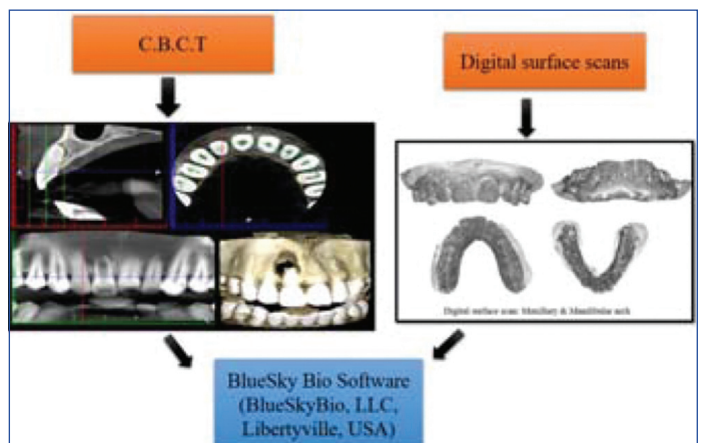 C.B.C.T
Digital surface scans
Digital surface scan: Maxillary & Mandibular arch
BlueSky Bio Software
(BlueSkyBio, LLC,
Libertyville, USA)